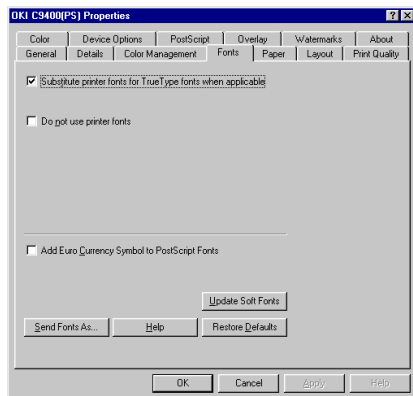 OKI C9400(PS) Properties
Color Device Options PostScript Overlay Watermarks About
General Details Color Management Fonts Paper Layout Print Quality
Substitute printer fonts for TrueType fonts when applicable
Do not use printer fonts
Add Euro Currency Symbol to PostScript Fonts
Update Soft Fonts
Send Fonts As... Help Restore Defaults
OK Cancel Apply Help